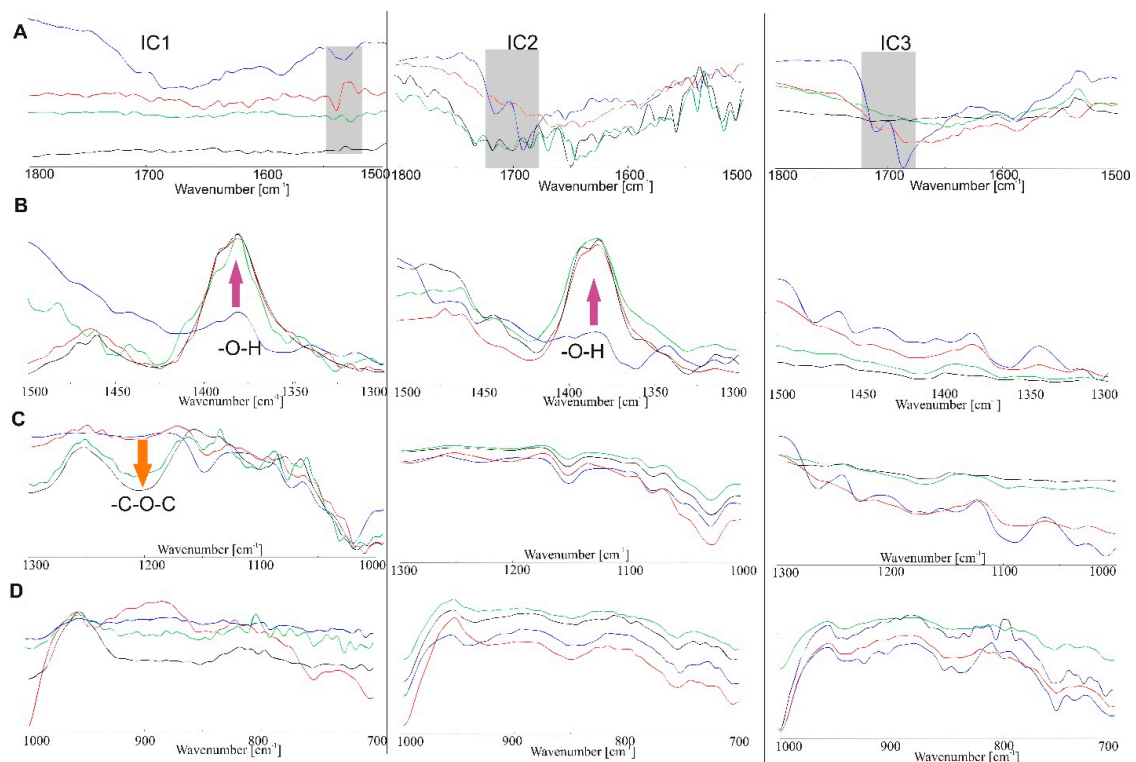 A
IC1
IC2
IC3
1800 1700 1600 1500
Wavenumber [cm-1]
1800 1700 1600 1500
Wavenumber [cm-1]
1800 1700 1600 1500
Wavenumber [cm-1]
B
-O-H
-O-H
1500 1450 1400 1350 1300
Wavenumber [cm-1]
1500 1450 1400 1350 1300
Wavenumber [cm-1]
1500 1450 1400 1350 1300
Wavenumber [cm-1]
C
-C-O-C
Wavenumber [cm-1]
1300 1200 1100 1000
Wavenumber [cm-1]
1300 1200 1100 1000
Wavenumber [cm-1]
1300 1200 1100 1000
D
1000 900 800 700
Wavenumber [cm-1]
1000 900 800 700
Wavenumber [cm-1]
1000 900 800 700
Wavenumber [cm-1]